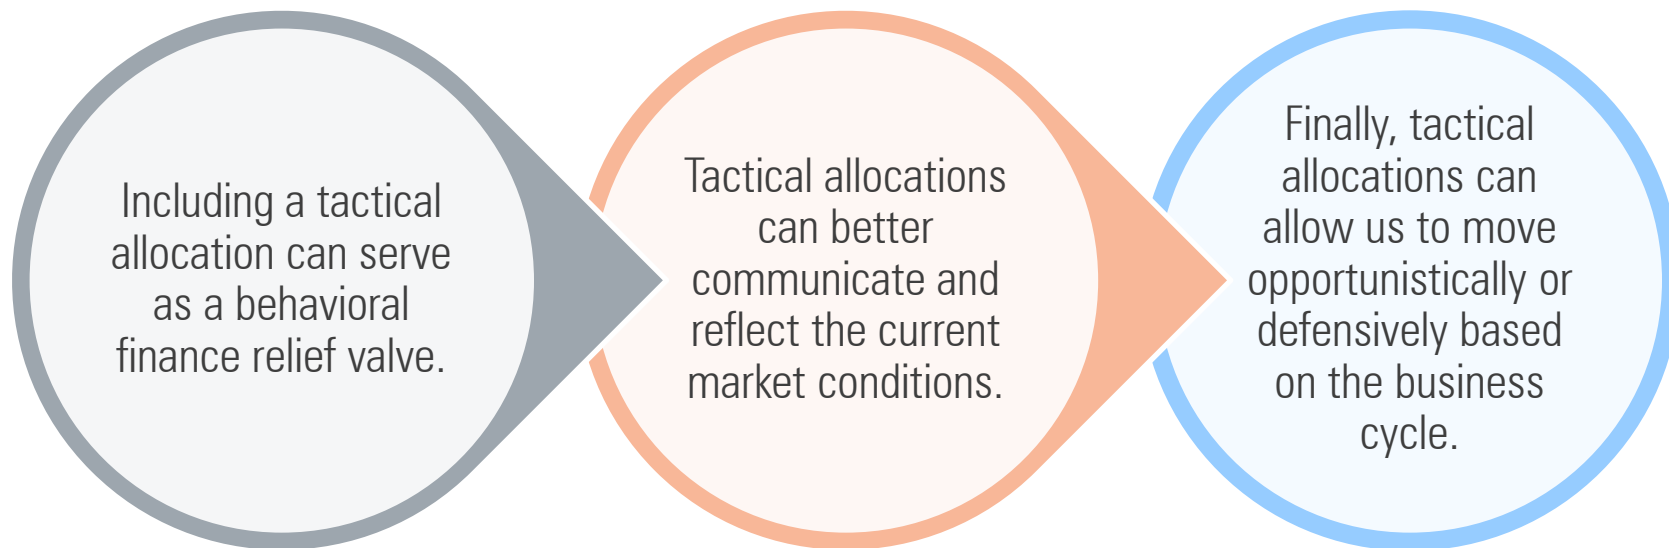 Including a tactical
allocation can serve
as a behavioral
finance relief valve.
Tactical allocations
can better
communicate and
reflect the current
market conditions.
Finally, tactical
allocations can
allow us to move
opportunistically or
defensively based
on the business
cycle.